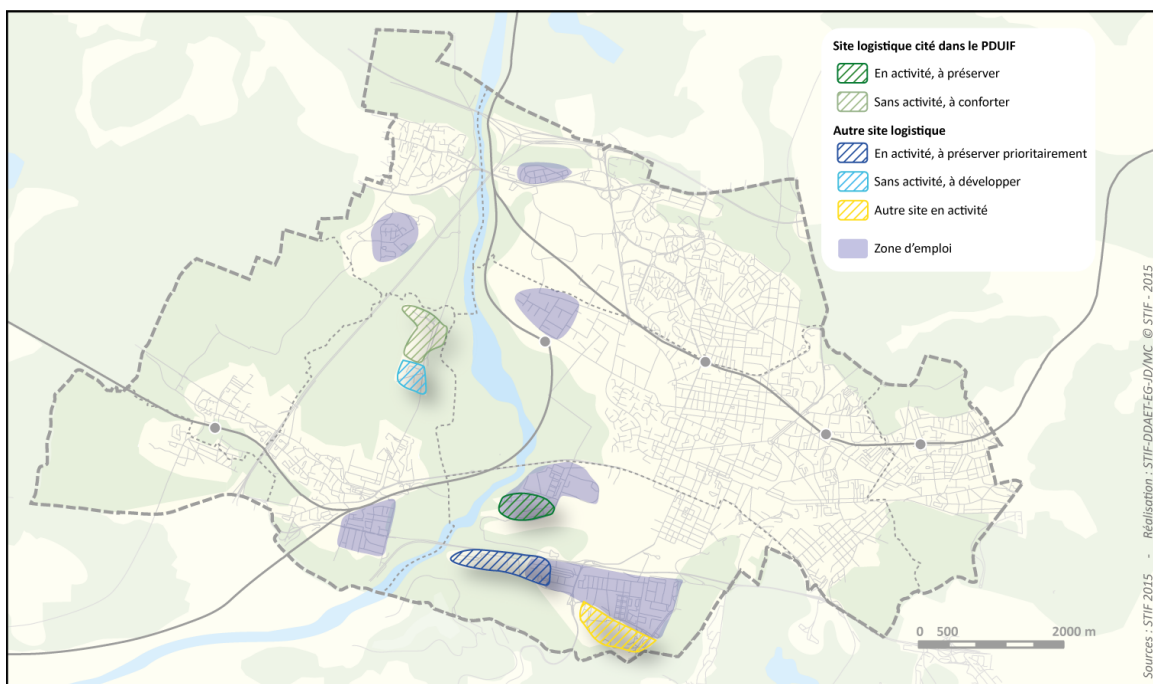 Site logistique cité dans le PDUIF
En activité, à préserver
Sans activité, à conforter
Autre site logistique
En activité, à préserver prioritairement
Sans activité, à développer
Autre site en activité
Zone d'emploi
0 500 2000 m
Sources : STIF 2015 - Réalisation : STIF-DDAET-EG-JD/MC © STIF - 2015